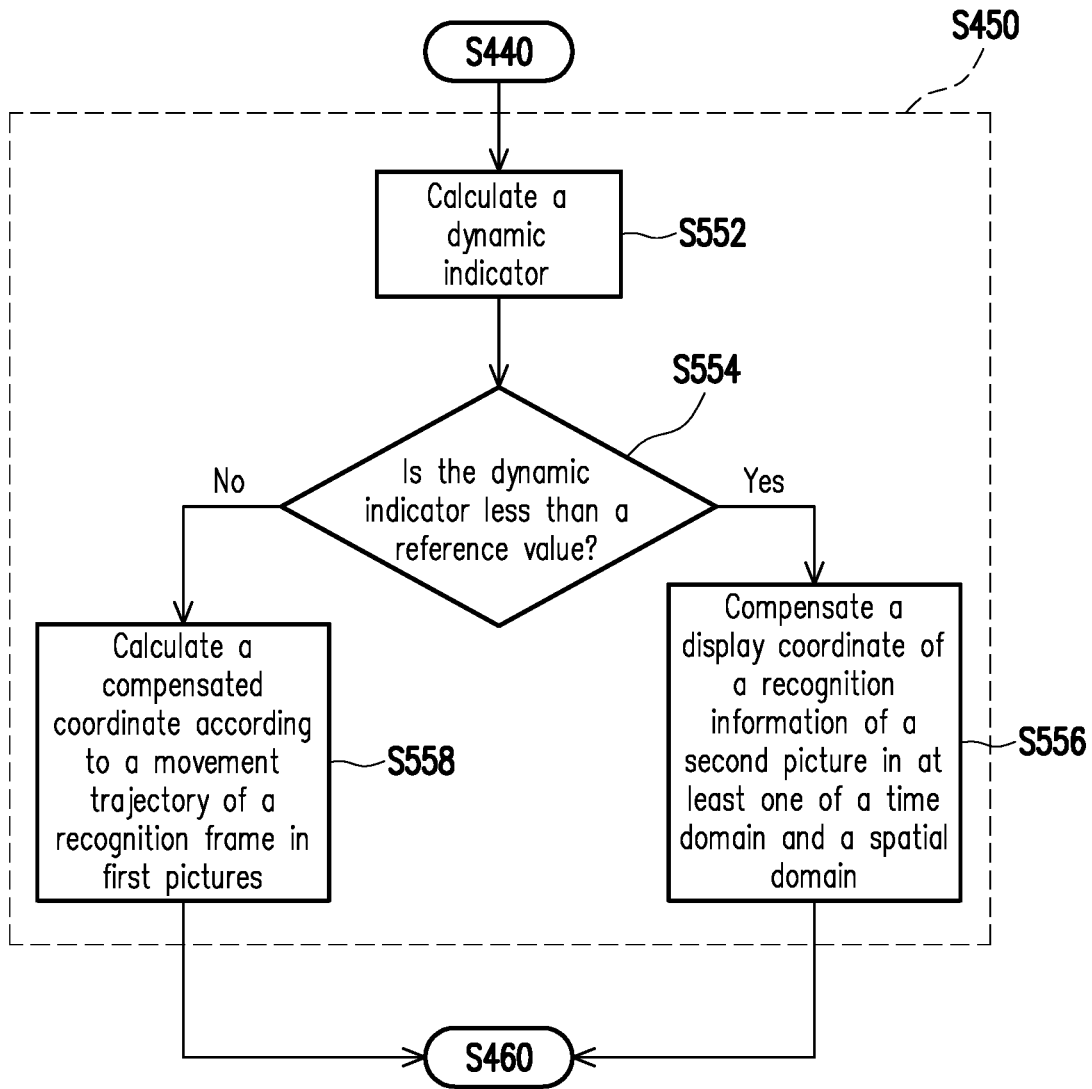 S450
S440
Calculate a
dynamic
indicator
S552
S554
Is the dynamic
indicator less than a
reference value?
No
Yes
Calculate a
compensated
coordinate according
to a movement
trajectory of a
recognition frame in
first pictures
S558
Compensate a
display coordinate of
a recognition
information of a
second picture in at
least one of a time
domain and a spatial
domain
S556
S460